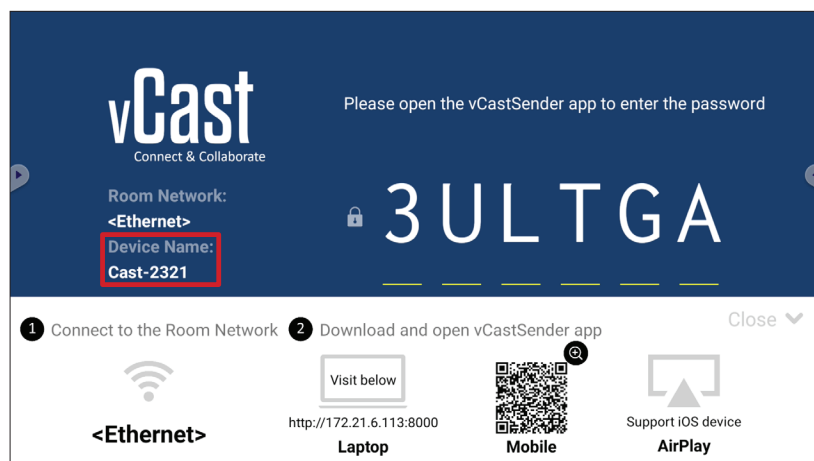 vCast
Connect & Collaborate
Please open the vCastSender app to enter the password
Room Network:
<Ethernet>
Device Name:
Cast-2321
3ULTGA
1 Connect to the Room Network
<Ethernet>
2 Download and open vCastSender app
Close
Visit below
http://172.21.6.113:8000
Laptop
Mobile
Support iOS device
AirPlay